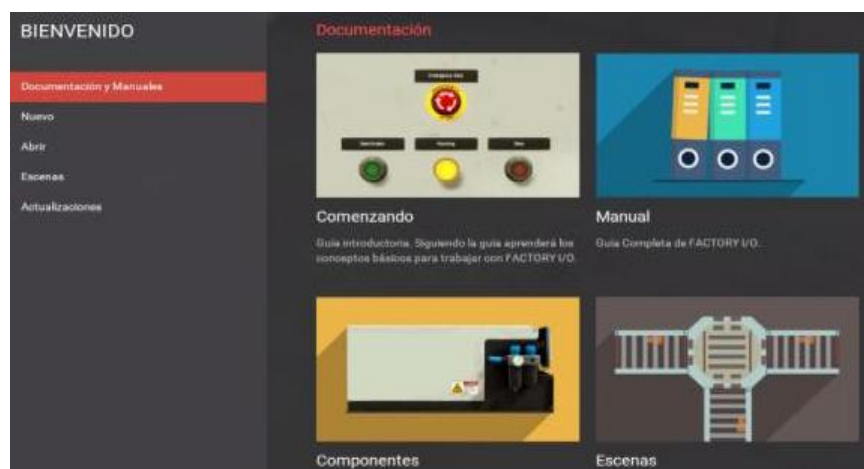 BIENVENIDO
Documentación y Manuales
Nuevo
Abrir
Escenas
Actualizaciones
Documentación
Comenzando
Guía introductoria. Siguiendo la guía aprenderá los
conceptos básicos para trabajar con FACTORY I/O.
Manual
Guía Completa de FACTORY I/O.
Componentes
Escenas